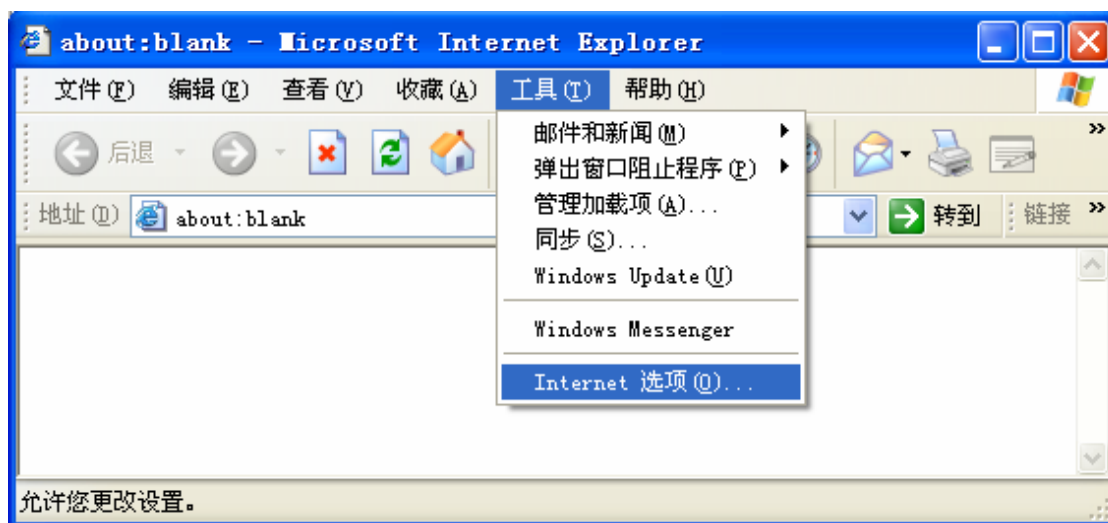 about:blank - Microsoft Internet Explorer
文件(F) 编辑(E) 查看(V) 收藏(A) 工具(T) 帮助(H)
后退 »
地址(D) about:blank 转到 链接 »
邮件和新闻(M)
弹出窗口阻止程序(P)
管理加载项(A)...
同步(S)...
Windows Update(U)
Windows Messenger
Internet 选项(O)...
允许您更改设置。